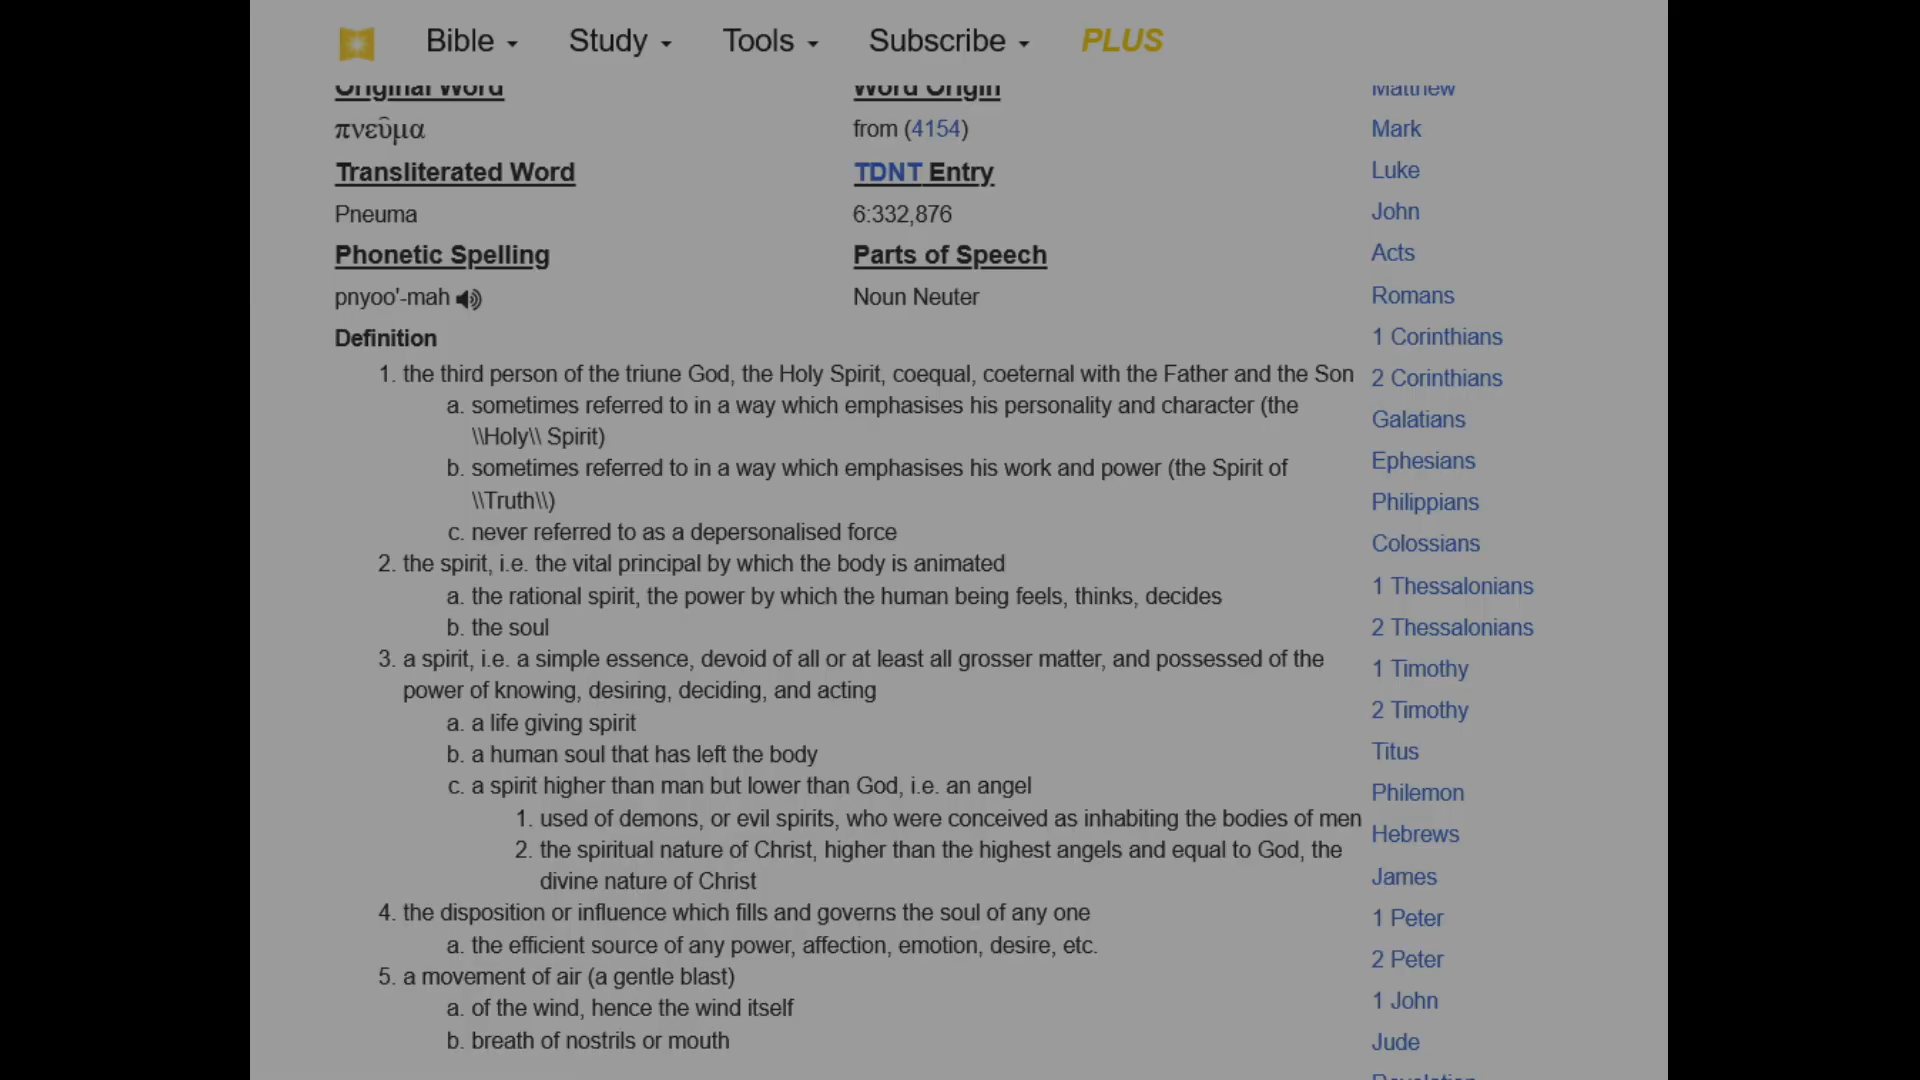 Bible Study Tools Subscribe PLUS
Original Word
πνεῦμα
Transliterated Word
Pneuma
Phonetic Spelling
pnyoo'-mah
Word Origin
from (4154)
TDNT Entry
6:332,876
Parts of Speech
Noun Neuter
Definition
1. the third person of the triune God, the Holy Spirit, coequal, coeternal with the Father and the Son
a. sometimes referred to in a way which emphasises his personality and character (the
\\Holy\\ Spirit)
b. sometimes referred to in a way which emphasises his work and power (the Spirit of
\\Truth\\)
c. never referred to as a depersonalised force
2. the spirit, i.e. the vital principal by which the body is animated
a. the rational spirit, the power by which the human being feels, thinks, decides
b. the soul
3. a spirit, i.e. a simple essence, devoid of all or at least all grosser matter, and possessed of the
power of knowing, desiring, deciding, and acting
a. a life giving spirit
b. a human soul that has left the body
c. a spirit higher than man but lower than God, i.e. an angel
1. used of demons, or evil spirits, who were conceived as inhabiting the bodies of men
2. the spiritual nature of Christ, higher than the highest angels and equal to God, the
divine nature of Christ
4. the disposition or influence which fills and governs the soul of any one
a. the efficient source of any power, affection, emotion, desire, etc.
5. a movement of air (a gentle blast)
a. of the wind, hence the wind itself
b. breath of nostrils or mouth
Matthew
Mark
Luke
John
Acts
Romans
1 Corinthians
2 Corinthians
Galatians
Ephesians
Philippians
Colossians
1 Thessalonians
2 Thessalonians
1 Timothy
2 Timothy
Titus
Philemon
Hebrews
James
1 Peter
2 Peter
1 John
Jude
Revelation